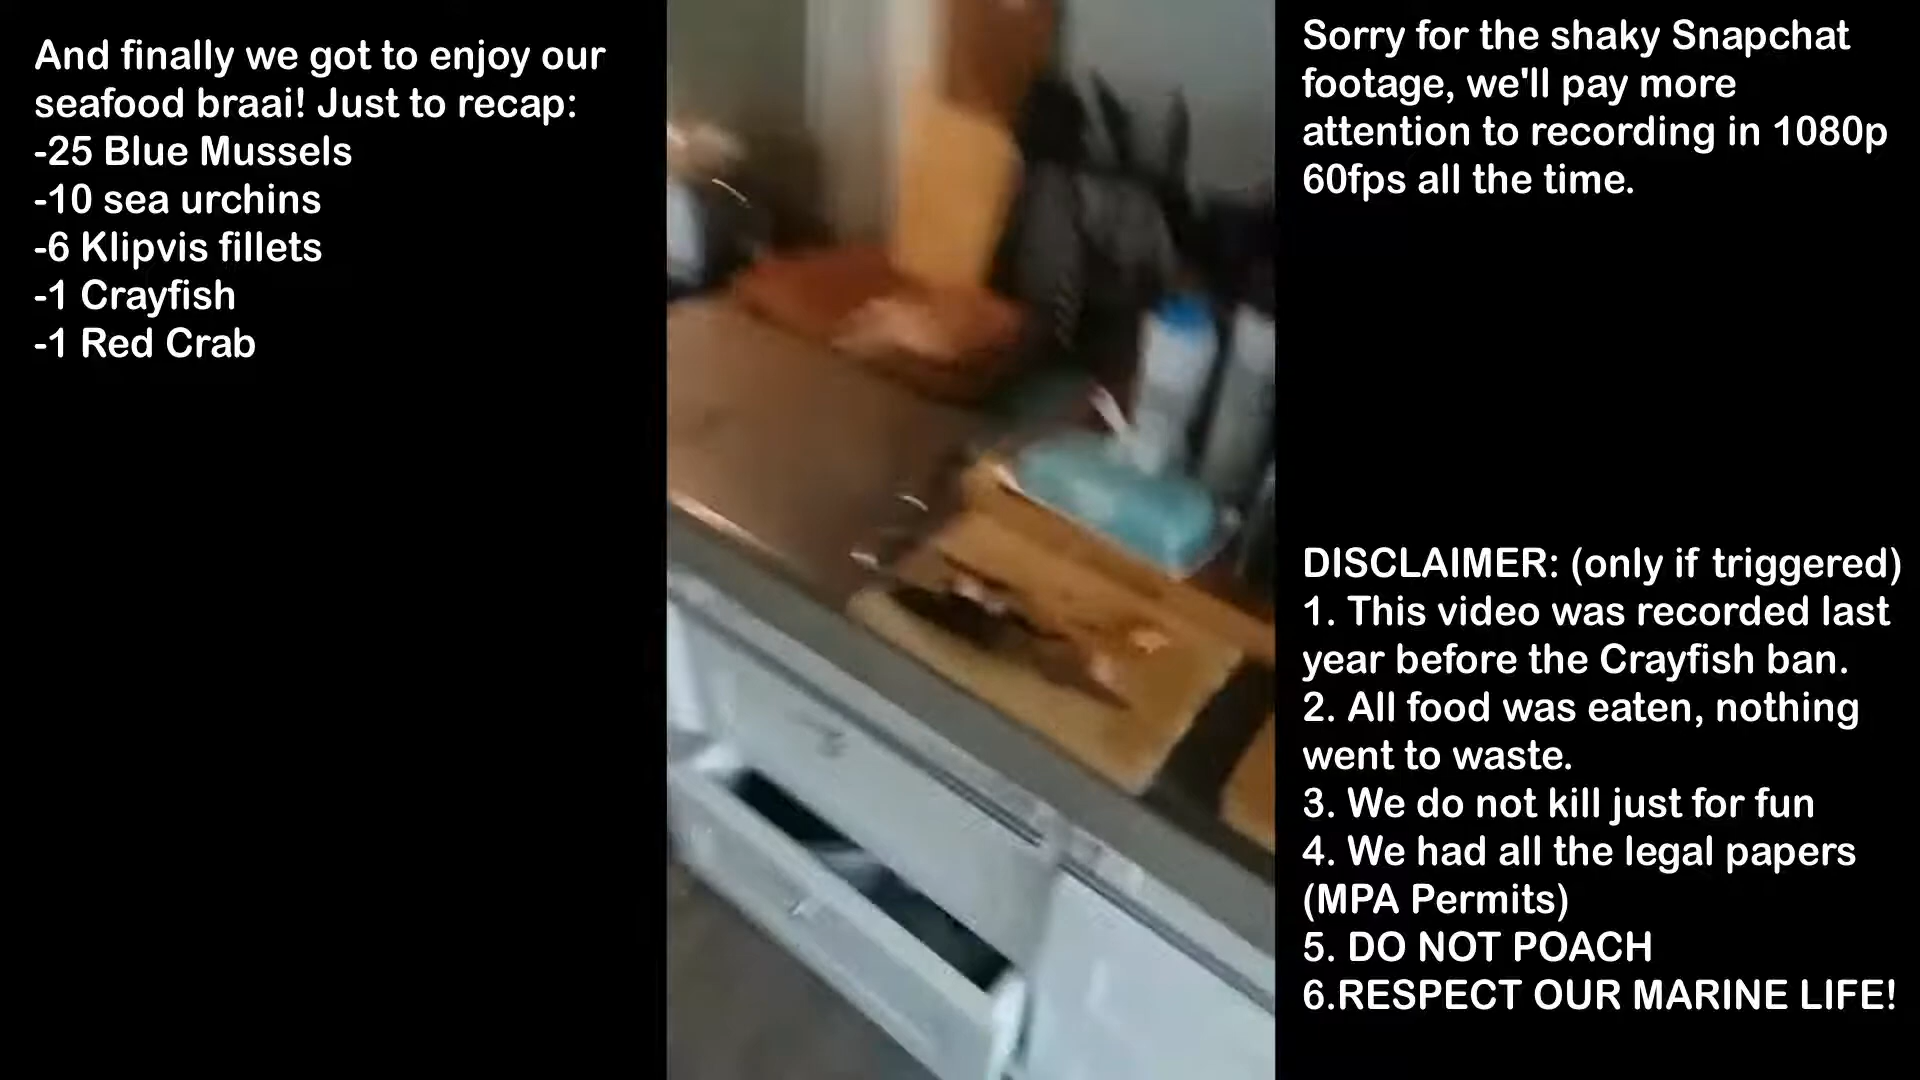 And finally we got to enjoy our
seafood braai! Just to recap:
-25 Blue Mussels
-10 sea urchins
-6 Klipvis fillets
-1 Crayfish
-1 Red Crab
Sorry for the shaky Snapchat
footage, we'll pay more
attention to recording in 1080p
60fps all the time.
DISCLAIMER: (only if triggered)
1. This video was recorded last
year before the Crayfish ban.
2. All food was eaten, nothing
went to waste.
3. We do not kill just for fun
4. We had all the legal papers
(MPA Permits)
5. DO NOT POACH
6.RESPECT OUR MARINE LIFE!